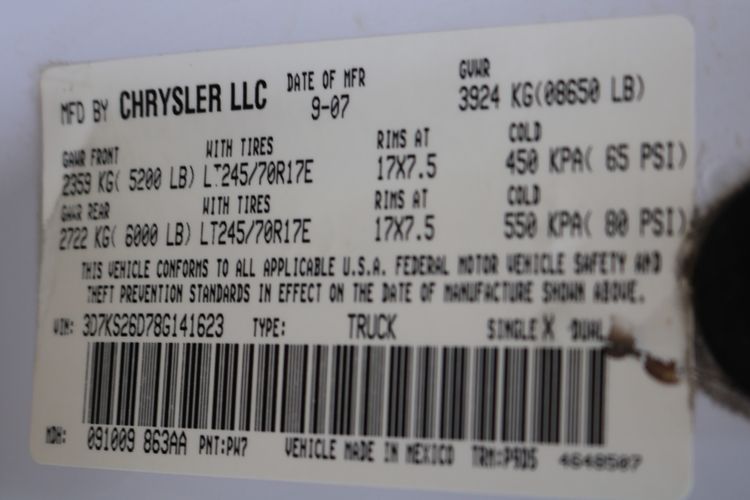 MFD BY CHRYSLER LLC DATE OF MFR GVWR
9-07 3924 KG(08650 LB)
GAWR FRONT WITH TIRES RIMS AT COLD
2359 KG( 5200 LB) LT245/70R17E 17X7.5 450 KPA( 65 PSI)
GAWR REAR WITH TIRES RIMS AT COLD
2722 KG( 6000 LB) LT245/70R17E 17X7.5 550 KPA( 80 PSI)
THIS VEHICLE CONFORMS TO ALL APPLICABLE U.S.A. FEDERAL MOTOR VEHICLE SAFETY AND
THEFT PREVENTION STANDARDS IN EFFECT ON THE DATE OF MANUFACTURE SHOWN ABOVE.
VIN: 3D7KS26D78G141623 TYPE: TRUCK SINGLE X DUAL
MDH: 091009 863AA PNT:PW7 VEHICLE MADE IN MEXICO TRM:P9D5 4648507